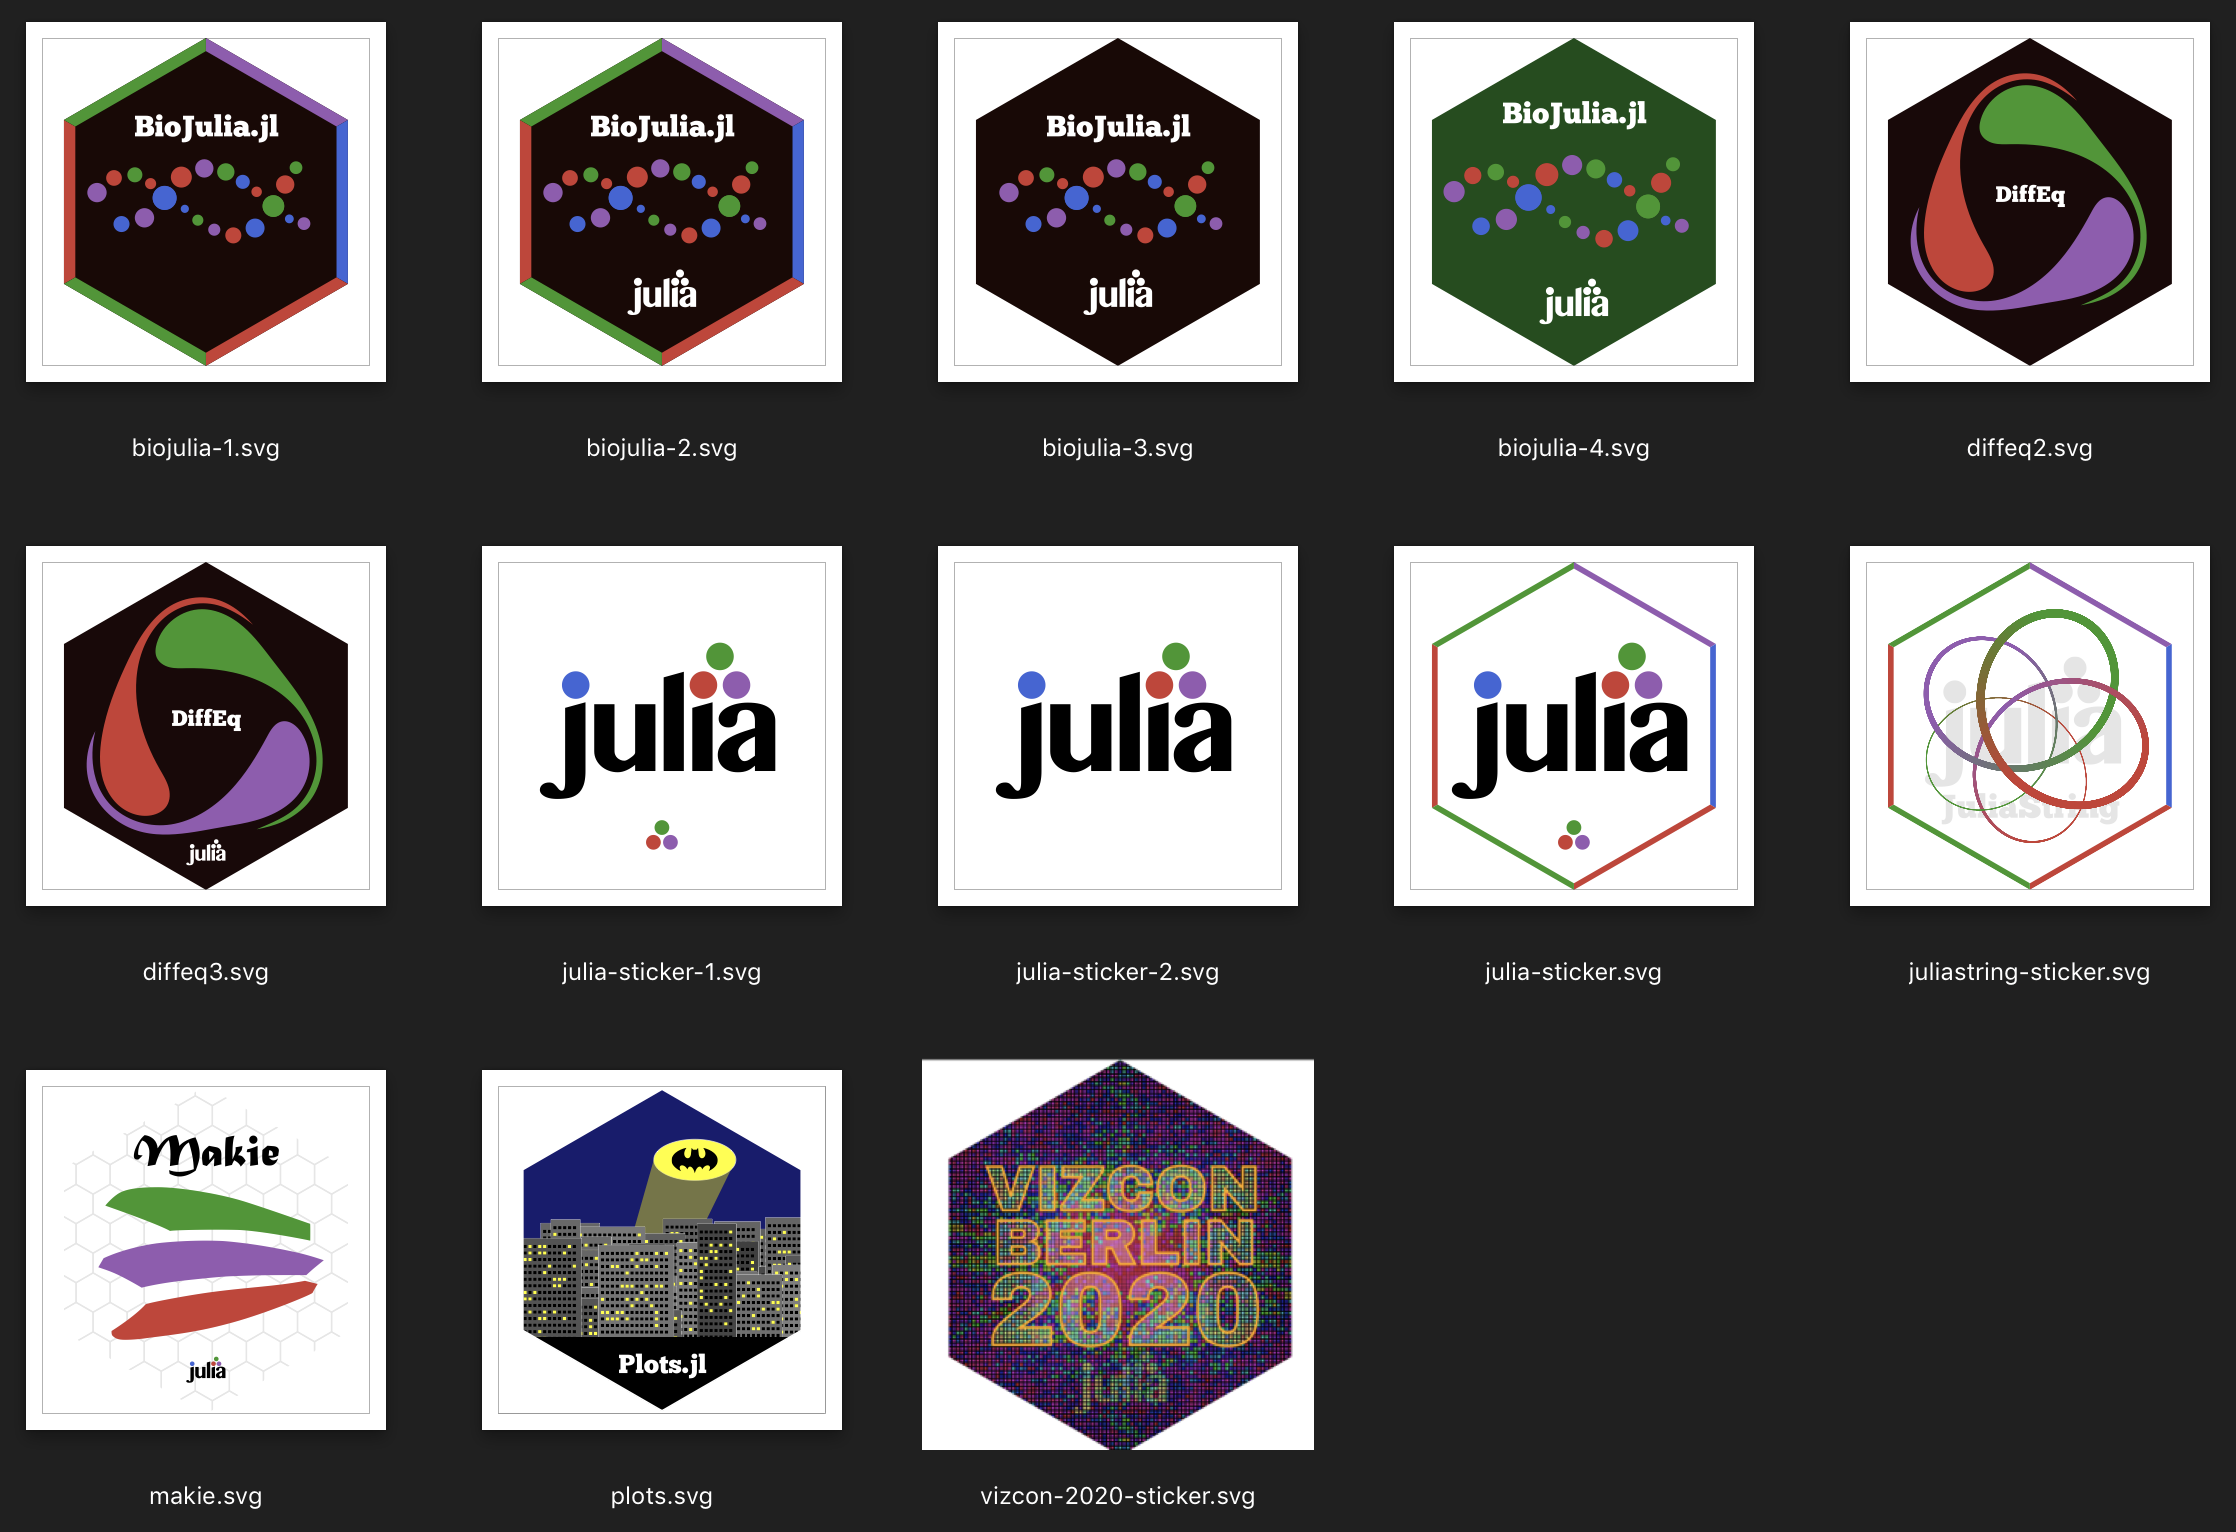 BioJulia.jl
BioJulia.jl
julia
BioJulia.jl
julia
BioJulia.jl
julia
DiffEq
biojulia-1.svg
biojulia-2.svg
biojulia-3.svg
biojulia-4.svg
diffeq2.svg
DiffEq
julia
julia
julia
julia
julia
JuliaString
diffeq3.svg
julia-sticker-1.svg
julia-sticker-2.svg
julia-sticker.svg
juliastring-sticker.svg
Makie
julia
Plots.jl
VIZCON
BERLIN
2020
julia
makie.svg
plots.svg
vizcon-2020-sticker.svg